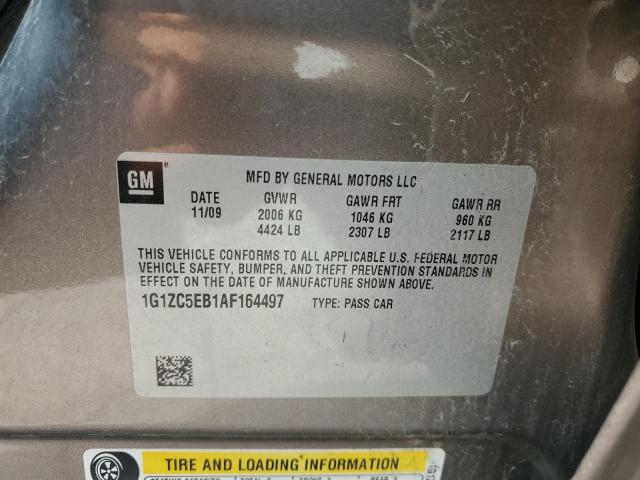 GM
MFD BY GENERAL MOTORS LLC
DATE GVWR GAWR FRT GAWR RR
11/09 2006 KG 1046 KG 960 KG
4424 LB 2307 LB 2117 LB
THIS VEHICLE CONFORMS TO ALL APPLICABLE U.S. FEDERAL MOTOR
VEHICLE SAFETY, BUMPER, AND THEFT PREVENTION STANDARDS IN
EFFECT ON THE DATE OF MANUFACTURE SHOWN ABOVE.
1G1ZC5EB1AF164497 TYPE: PASS CAR
TIRE AND LOADING INFORMATION